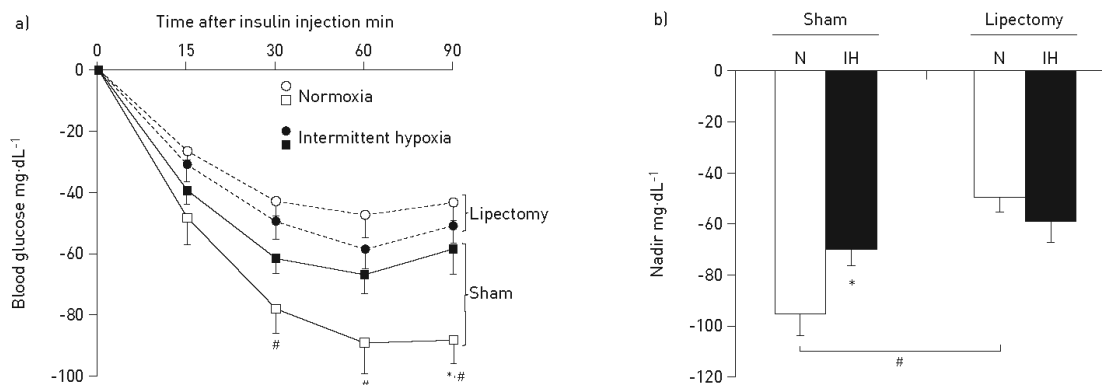 a)
Time after insulin injection min
0 15 30 60 90
0
-20
-40
-60
-80
-100
Blood glucose mg·dL⁻¹
Normoxia
Intermittent hypoxia
Lipectomy
Sham
#
#
*,#
b)
Sham Lipectomy
N IH N IH
0
-20
-40
-60
-80
-100
-120
Nadir mg·dL⁻¹
*
#